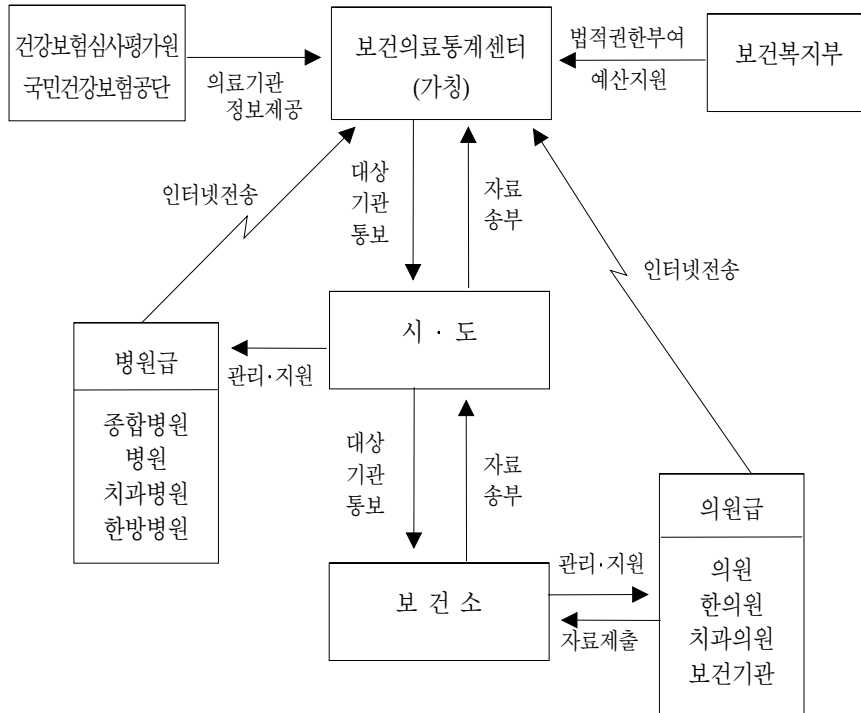 건강보험심사평가원
국민건강보험공단
의료기관
정보제공
보건의료통계센터
(가칭)
법적권한부여
예산지원
보건복지부
인터넷전송
대상
기관
통보
자료
송부
인터넷전송
시 · 도
관리·지원
병원급
종합병원
병원
치과병원
한방병원
대상
기관
통보
자료
송부
보 건 소
관리·지원
자료제출
의원급
의원
한의원
치과의원
보건기관